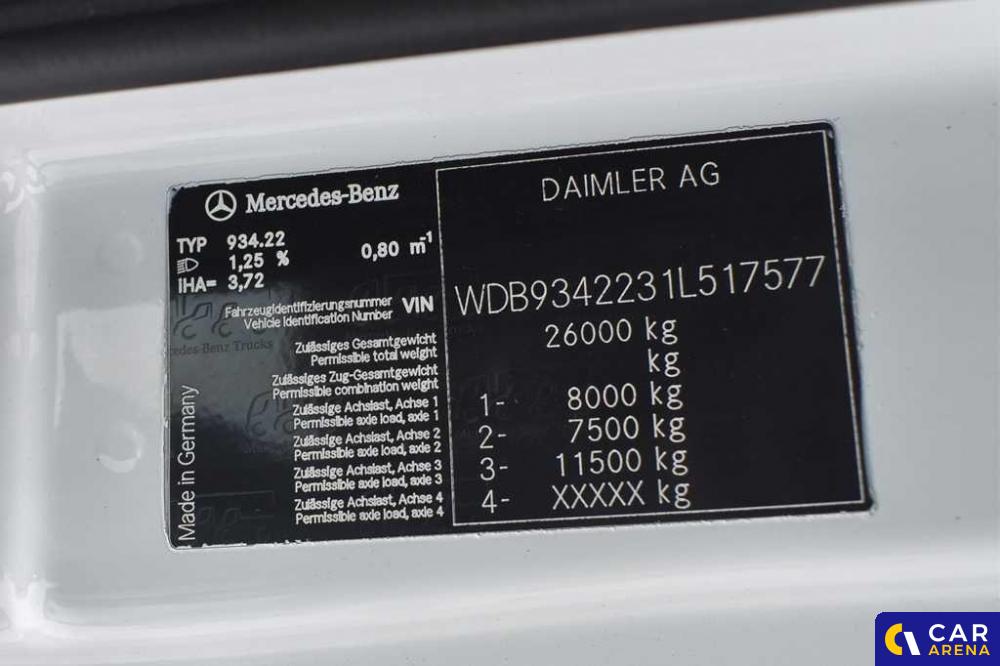 Mercedes-Benz
TYP 934.22
1,25 % 0,80 m⁻¹
IHA= 3,72
Fahrzeugidentifizierungsnummer
Vehicle Identification Number VIN
Zulässiges Gesamtgewicht
Permissible total weight
Zulässiges Zug-Gesamtgewicht
Permissible combination weight
Zulässige Achslast, Achse 1
Permissible axle load, axle 1
Zulässige Achslast, Achse 2
Permissible axle load, axle 2
Zulässige Achslast, Achse 3
Permissible axle load, axle 3
Zulässige Achslast, Achse 4
Permissible axle load, axle 4
Made in Germany
DAIMLER AG
WDB9342231L517577
26000 kg
kg
1- 8000 kg
2- 7500 kg
3- 11500 kg
4- XXXXX kg
CAR
ARENA